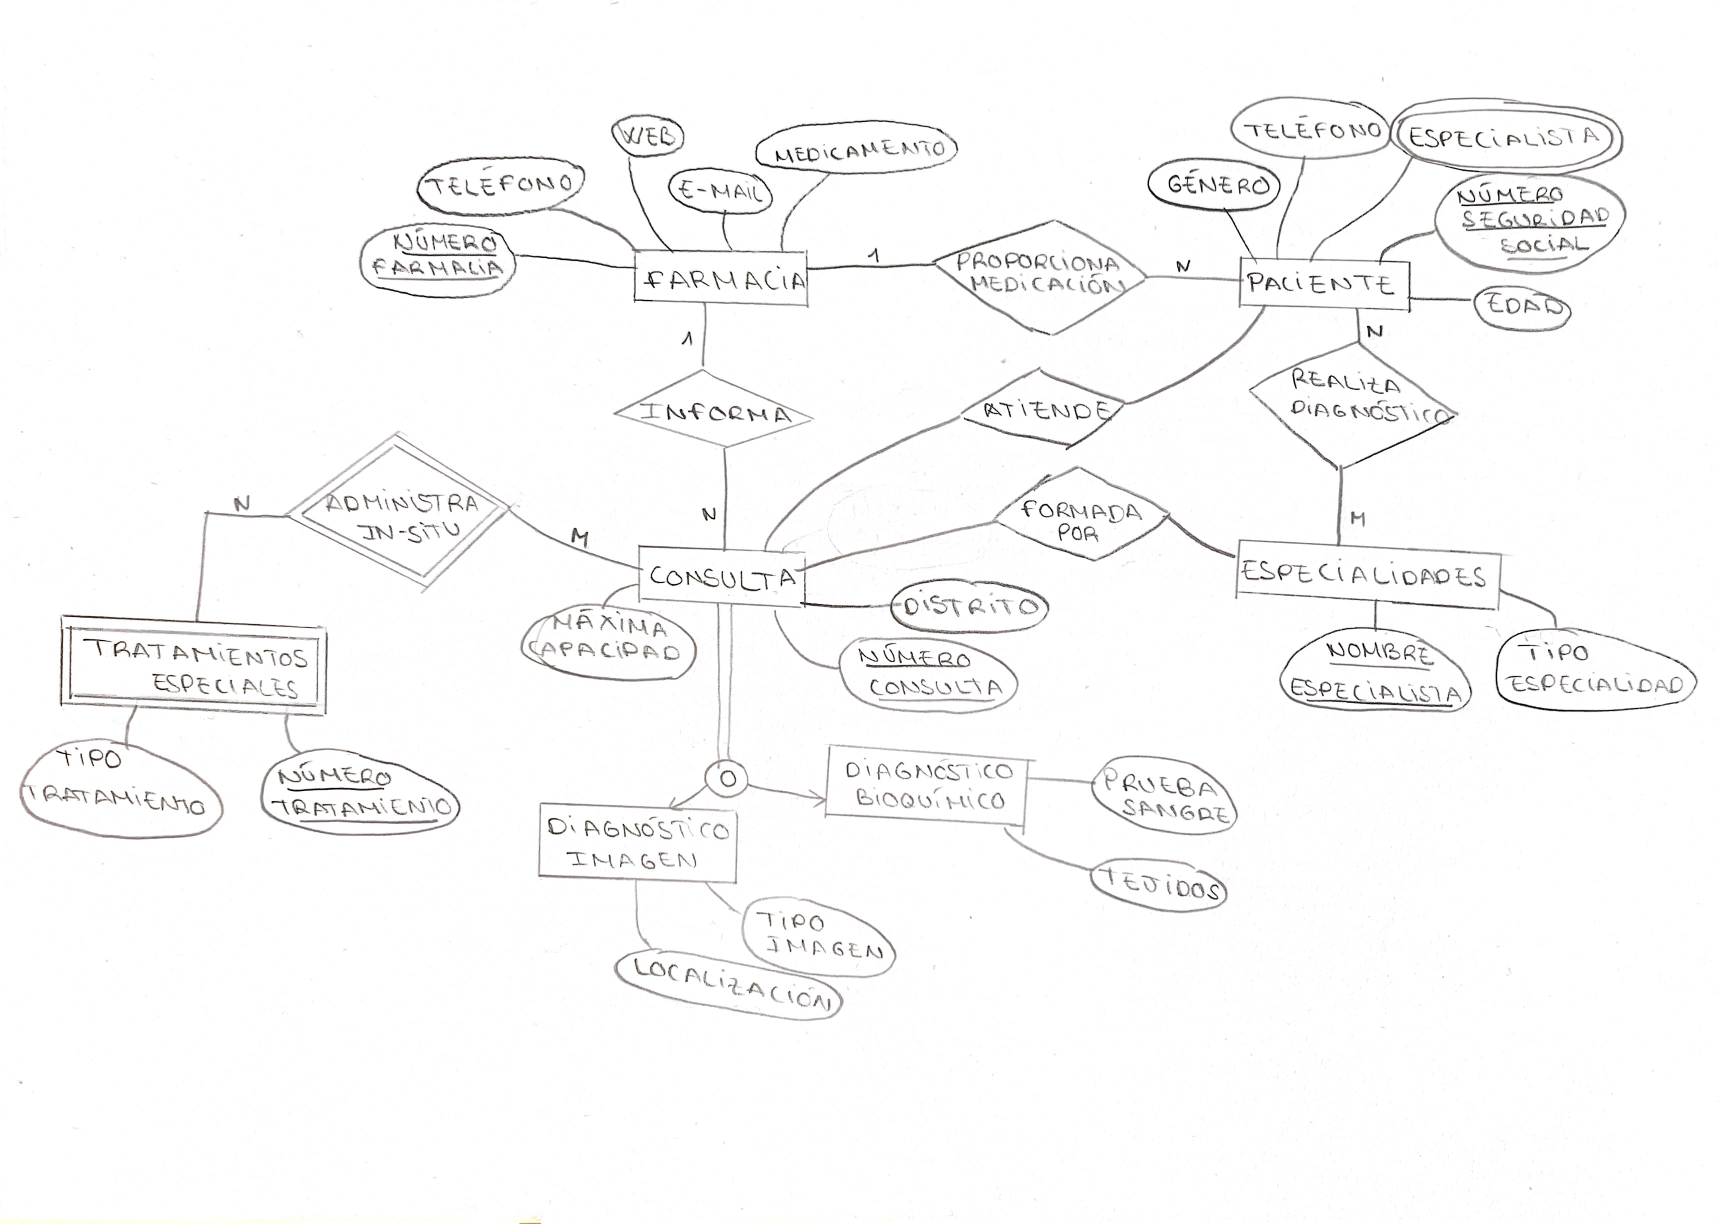 WEB
MEDICAMENTO
TELÉFONO
E-MAIL
NÚMERO
FARMACIA
FARMACIA
1
PROPORCIONA
MEDICACIÓN
N
TELÉFONO
ESPECIALISTA
GÉNERO
NÚMERO
SEGURIDAD
SOCIAL
PACIENTE
EDAD
1
N
INFORMA
ATIENDE
REALIZA
DIAGNÓSTICO
N
ADMINISTRA
IN-SITU
M
N
FORMADA
POR
M
CONSULTA
ESPECIALIDADES
MÁXIMA
CAPACIDAD
DISTRITO
NÚMERO
CONSULTA
NOMBRE
ESPECIALISTA
TIPO
ESPECIALIDAD
TRATAMIENTOS
ESPECIALES
TIPO
TRATAMIENTO
NÚMERO
TRATAMIENTO
O
DIAGNÓSTICO
BIOQUÍMICO
PRUEBA
SANGRE
TEJIDOS
DIAGNÓSTICO
IMAGEN
TIPO
IMAGEN
LOCALIZACIÓN